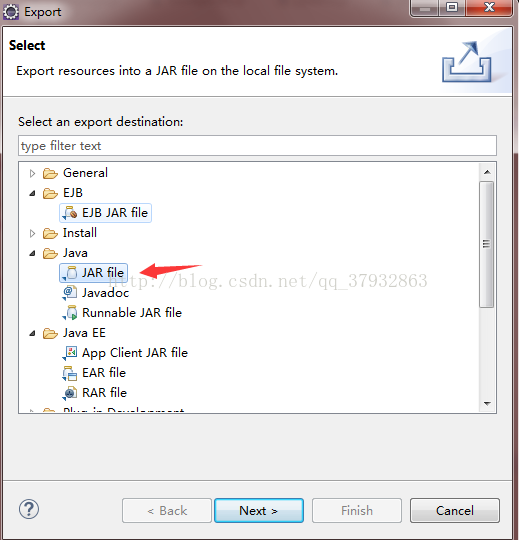 Export
Select
Export resources into a JAR file on the local file system.
Select an export destination:
type filter text
General
EJB
EJB JAR file
Install
Java
JAR file
http://blog.csdn.net/qq_37932863
Javadoc
Runnable JAR file
Java EE
App Client JAR file
EAR file
RAR file
Plug-in Development
?
< Back
Next >
Finish
Cancel